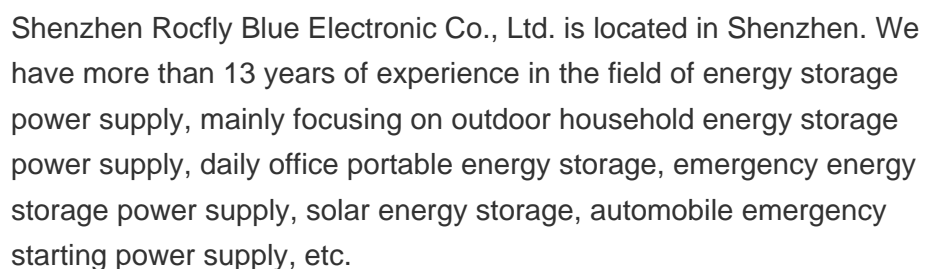 Shenzhen Rocfly Blue Electronic Co., Ltd. is located in Shenzhen. We
have more than 13 years of experience in the field of energy storage
power supply, mainly focusing on outdoor household energy storage
power supply, daily office portable energy storage, emergency energy
storage power supply, solar energy storage, automobile emergency
starting power supply, etc.